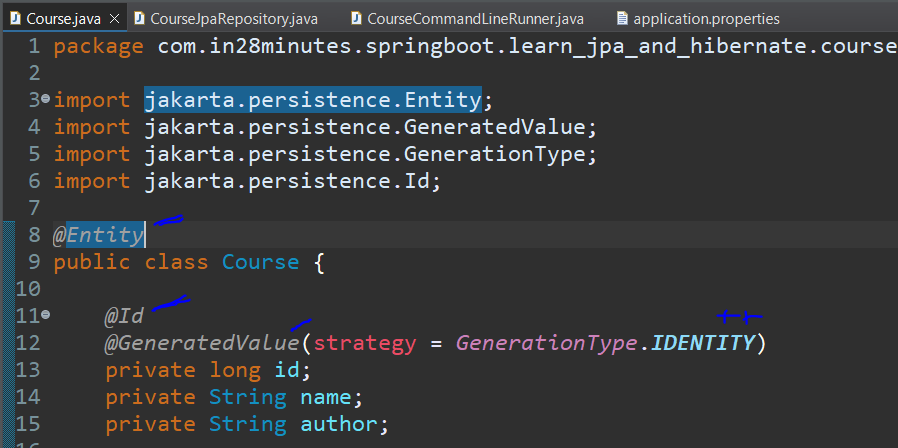 Course.java CourseJpaRepository.java CourseCommandLineRunner.java application.properties
1 package com.in28minutes.springboot.learn_jpa_and_hibernate.course
2
3 import jakarta.persistence.Entity;
4 import jakarta.persistence.GeneratedValue;
5 import jakarta.persistence.GenerationType;
6 import jakarta.persistence.Id;
7
8 @Entity
9 public class Course {
10
11 @Id
12 @GeneratedValue(strategy = GenerationType.IDENTITY)
13 private long id;
14 private String name;
15 private String author;